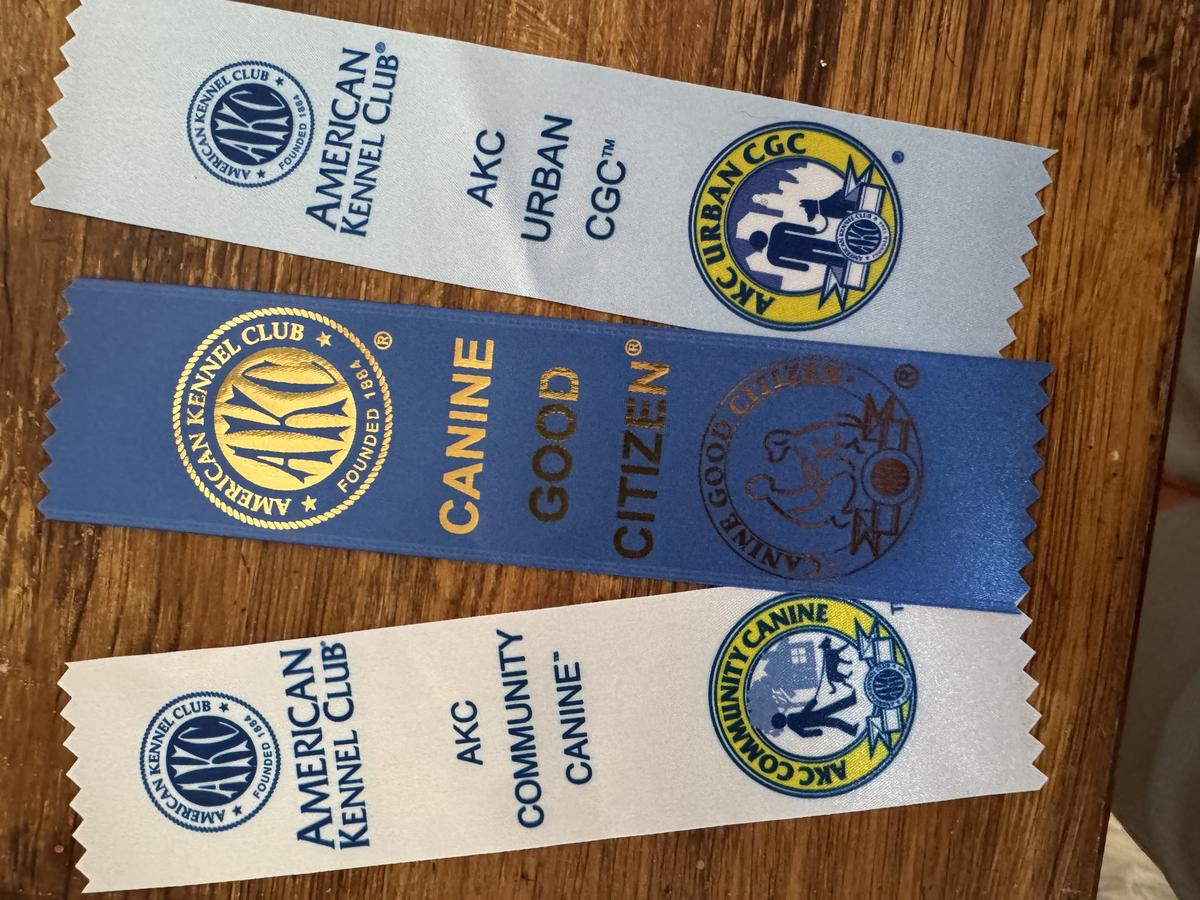 AMERICAN KENNEL CLUB
AKC
FOUNDED 1884
AMERICAN
KENNEL CLUB®
AKC
URBAN
CGC™
AKC URBAN CGC
®
AKC
AMERICAN KENNEL CLUB
AKC
FOUNDED 1884
®
CANINE
GOOD
CITIZEN®
CANINE GOOD CITIZEN
®
AMERICAN KENNEL CLUB
AKC
FOUNDED 1884
AMERICAN
KENNEL CLUB®
AKC
COMMUNITY
CANINE™
AKC COMMUNITY CANINE
AKC